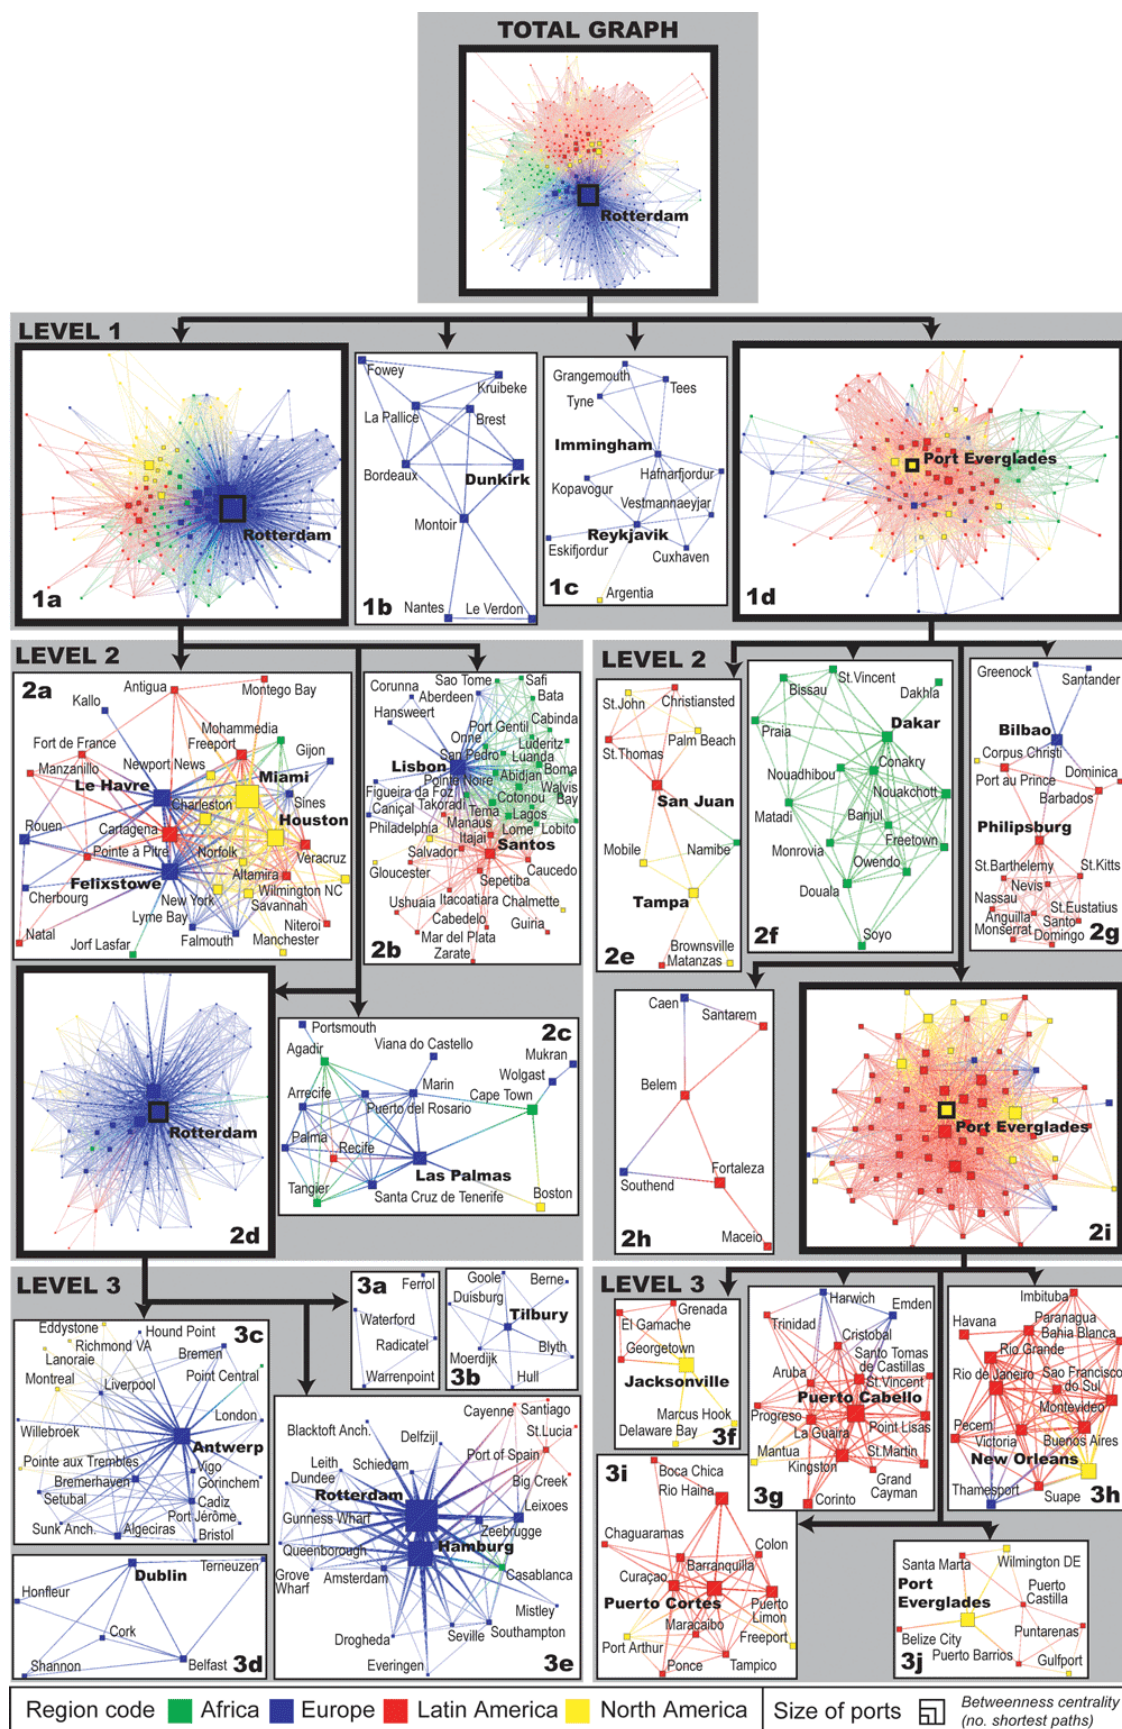 TOTAL GRAPH
Rotterdam
LEVEL 1
Rotterdam
1a
Fowey
Kruibeke
La Pallice
Brest
Bordeaux
Dunkirk
Montoir
Nantes
Le Verdon
1b
Grangemouth
Tees
Tyne
Immingham
Hafnarfjordur
Kopavogur
Vestmannaeyjar
Reykjavik
Eskifjordur
Cuxhaven
Argentia
1c
Port Everglades
1d
LEVEL 2
2a
Antigua
Montego Bay
Kallo
Mohammedia
Fort de France
Freeport
Gijon
Manzanillo
Newport News
Miami
Le Havre
Sines
Charleston
Houston
Rouen
Cartagena
Pointe à Pitre
Norfolk
Veracruz
Felixstowe
Altamira
Wilmington NC
Cherbourg
New York
Savannah
Lyme Bay
Niteroi
Natal
Falmouth
Manchester
Jorf Lasfar
Sao Tome
Safi
Corunna
Aberdeen
Bata
Hansweert
Port Gentil
Cabinda
Onne
Luderitz
San Pedro
Luanda
Lisbon
Boma
Pointe Noire
Abidjan
Walvis
Bay
Figueira da Foz
Cotonou
Caniçal
Takoradi
Tema
Lagos
Manaus
Lome
Lobito
Philadelphia
Itajai
Santos
Salvador
Gloucester
Caucedo
Sepetiba
Ushuaia
Itacoatiara
Chalmette
Cabedelo
Guiria
Mar del Plata
Zarate
2b
Rotterdam
2d
2c
Portsmouth
Viana do Castello
Mukran
Agadir
Wolgast
Marin
Cape Town
Arrecife
Puerto del Rosario
Palma
Recife
Las Palmas
Tangier
Santa Cruz de Tenerife
Boston
LEVEL 2
St.John
Christiansted
Palm Beach
St.Thomas
San Juan
Mobile
Namibe
Tampa
Brownsville
Matanzas
2e
St.Vincent
Bissau
Dakhla
Praia
Dakar
Conakry
Nouadhibou
Nouakchott
Matadi
Banjul
Freetown
Monrovia
Owendo
Douala
Soyo
2f
Greenock
Santander
Bilbao
Corpus Christi
Port au Prince
Dominica
Barbados
Philipsburg
St.Barthelemy
St.Kitts
Nevis
Nassau
St.Eustatius
Anguilla
Santo
Domingo
Monserrat
2g
Caen
Santarem
Belem
Fortaleza
Southend
Maceio
2h
Port Everglades
2i
LEVEL 3
3c
Eddystone
Hound Point
Richmond VA
Bremen
Lanoraie
Point Central
Montreal
Liverpool
London
Willebroek
Antwerp
Pointe aux Trembles
Vigo
Bremerhaven
Gorinchem
Setubal
Cadiz
Port Jérome
Sunk Anch.
Algeciras
Bristol
3a
Ferrol
Waterford
Radicatel
Warrenpoint
Goole
Berne
Duisburg
Tilbury
Blyth
Moerdijk
Hull
3b
Dublin
Terneuzen
Honfleur
Cork
Shannon
Belfast
3d
Santiago
Cayenne
Blacktoft Anch.
Delfzijl
St.Lucia
Leith
Schiedam
Port of Spain
Dundee
Big Creek
Rotterdam
Leixoes
Gunness Wharf
Zeebrugge
Hamburg
Queenborough
Grove
Wharf
Amsterdam
Casablanca
Mistley
Southampton
Drogheda
Seville
Everingen
3e
LEVEL 3
Grenada
El Gamache
Georgetown
Jacksonville
Marcus Hook
Delaware Bay
3f
Harwich
Emden
Trinidad
Cristobal
Santo Tomas
de Castillas
Aruba
St.Vincent
Puerto Cabello
Progreso
Point Lisas
La Guaira
Mantua
St.Martin
Kingston
Grand
Cayman
Corinto
3g
Imbituba
Havana
Paranagua
Bahia Blanca
Rio Grande
Rio de Janeiro
Sao Francisco
do Sul
Montevideo
Pecem
Victoria
Buenos Aires
New Orleans
Thamesport
Suape
3h
3i
Boca Chica
Rio Haina
Chaguaramas
Colon
Barranquilla
Curaçao
Puerto Cortes
Puerto
Limon
Maracaibo
Port Arthur
Freeport
Ponce
Tampico
Santa Marta
Wilmington DE
Port
Everglades
Puerto
Castilla
Puntarenas
Belize City
Puerto Barrios
Gulfport
3j
Region code Africa Europe Latin America North America Size of ports Betweenness centrality
(no. shortest paths)